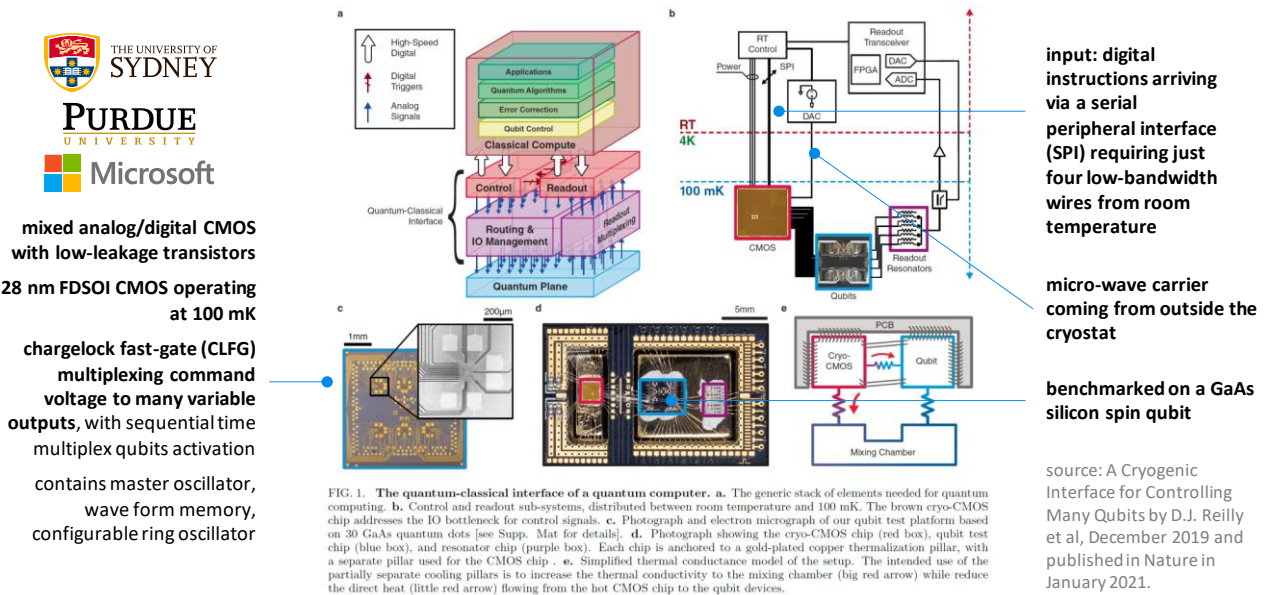 THE UNIVERSITY OF
SYDNEY
PURDUE
UNIVERSITY
Microsoft
mixed analog/digital CMOS
with low-leakage transistors
28 nm FDSOI CMOS operating
at 100 mK
chargelock fast-gate (CLFG)
multiplexing command
voltage to many variable
outputs, with sequential time
multiplex qubits activation
contains master oscillator,
wave form memory,
configurable ring oscillator
a
High-Speed
Digital
Digital
Triggers
Analog
Signals
Applications
Quantum Algorithms
Error Correction
Qubit Control
Classical Compute
Control
Readout
Quantum-Classical
Interface
Routing &
IO Management
Readout
Multiplexing
Quantum Plane
b
RT
Control
Readout
Transceiver
FPGA
DAC
ADC
Power
SPI
DAC
RT
4K
100 mK
CMOS
Qubits
Readout
Resonators
c
1mm
200µm
d
5mm
e
PCB
Cryo-
CMOS
Qubit
Mixing Chamber
FIG. 1. The quantum-classical interface of a quantum computer. a. The generic stack of elements needed for quantum
computing. b. Control and readout sub-systems, distributed between room temperature and 100 mK. The brown cryo-CMOS
chip addresses the IO bottleneck for control signals. c. Photograph and electron micrograph of our qubit test platform based
on 30 GaAs quantum dots [see Supp. Mat for details]. d. Photograph showing the cryo-CMOS chip (red box), qubit test
chip (blue box), and resonator chip (purple box). Each chip is anchored to a gold-plated copper thermalization pillar, with
a separate pillar used for the CMOS chip . e. Simplified thermal conductance model of the setup. The intended use of the
partially separate cooling pillars is to increase the thermal conductivity to the mixing chamber (big red arrow) while reduce
the direct heat (little red arrow) flowing from the hot CMOS chip to the qubit devices.
input: digital
instructions arriving
via a serial
peripheral interface
(SPI) requiring just
four low-bandwidth
wires from room
temperature
micro-wave carrier
coming from outside the
cryostat
benchmarked on a GaAs
silicon spin qubit
source: A Cryogenic
Interface for Controlling
Many Qubits by D.J. Reilly
et al, December 2019 and
published in Nature in
January 2021.